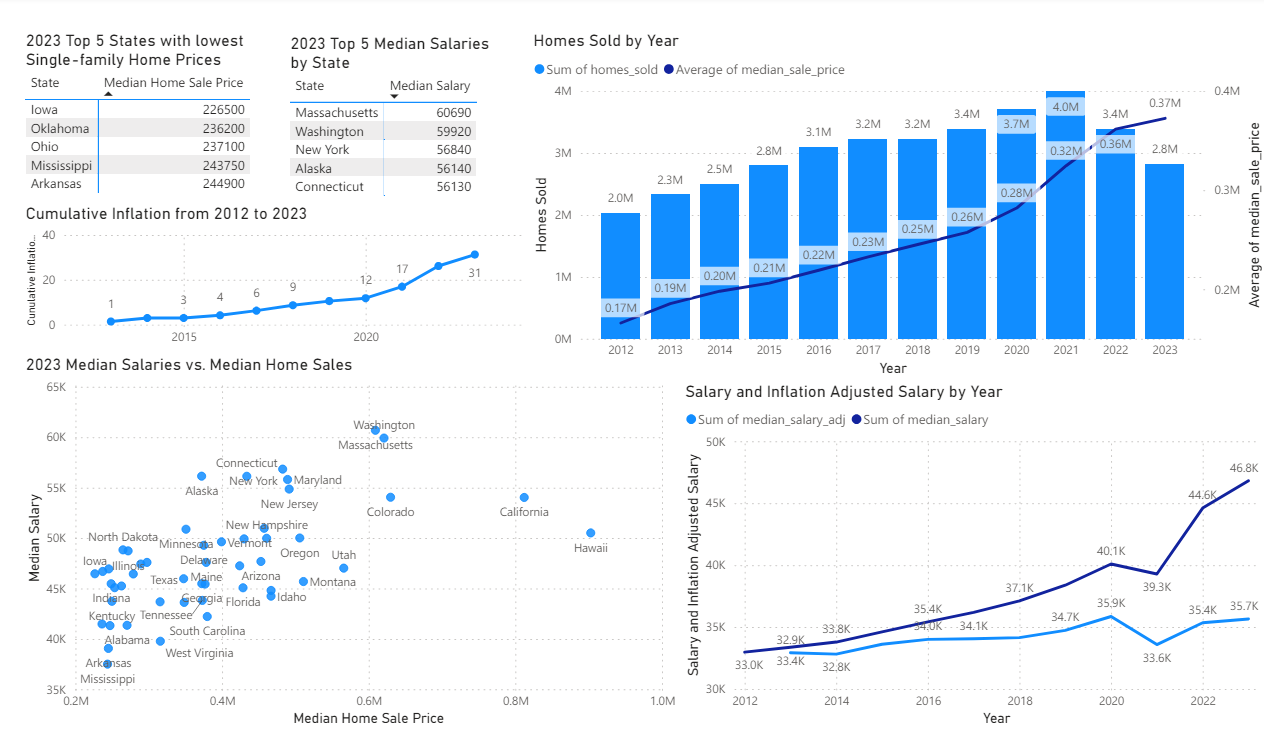 2023 Top 5 States with lowest
Single-family Home Prices
State Median Home Sale Price
Iowa 226500
Oklahoma 236200
Ohio 237100
Mississippi 243750
Arkansas 244900
2023 Top 5 Median Salaries
by State
State Median Salary
Massachusetts 60690
Washington 59920
New York 56840
Alaska 56140
Connecticut 56130
Cumulative Inflation from 2012 to 2023
Cumulative Inflatio...
40
20
0
1
3
4
6
9
12
17
31
2015 2020
Homes Sold by Year
Sum of homes_sold Average of median_sale_price
Homes Sold
4M
3M
2M
1M
0M
2.0M
2.3M
2.5M
2.8M
3.1M
3.2M
3.2M
3.4M
3.7M
4.0M
3.4M
2.8M
0.17M
0.19M
0.20M
0.21M
0.22M
0.23M
0.25M
0.26M
0.28M
0.32M
0.36M
0.37M
0.4M
0.3M
0.2M
Average of median_sale_price
2012 2013 2014 2015 2016 2017 2018 2019 2020 2021 2022 2023
Year
2023 Median Salaries vs. Median Home Sales
Median Salary
65K
60K
55K
50K
45K
40K
35K
Washington
Massachusetts
Connecticut
New York
Maryland
Alaska
New Jersey
Colorado
California
New Hampshire
North Dakota
Minnesota
Vermont
Hawaii
Oregon
Utah
Iowa
Illinois
Delaware
Texas
Maine
Arizona
Montana
Indiana
Georgia
Florida
Idaho
Kentucky
Tennessee
South Carolina
Alabama
West Virginia
Arkansas
Mississippi
0.2M 0.4M 0.6M 0.8M 1.0M
Median Home Sale Price
Salary and Inflation Adjusted Salary by Year
Sum of median_salary_adj Sum of median_salary
Salary and Inflation Adjusted Salary
50K
45K
40K
35K
30K
33.0K
32.9K
33.4K
33.8K
32.8K
35.4K
34.0K
34.1K
37.1K
34.7K
40.1K
35.9K
39.3K
33.6K
44.6K
35.4K
46.8K
35.7K
2012 2014 2016 2018 2020 2022
Year